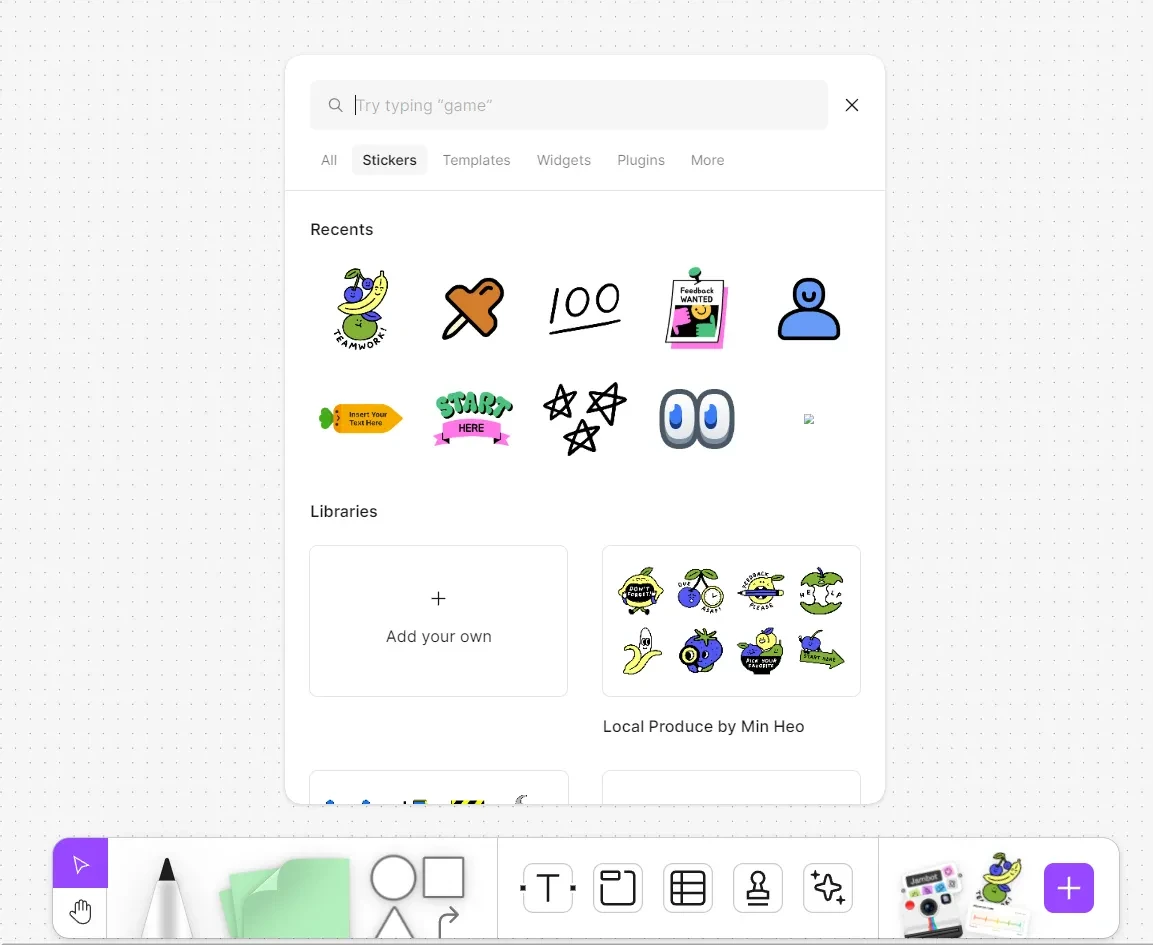 Try typing “game”
All Stickers Templates Widgets Plugins More
Recents
TEAMWORK!
100
Feedback
WANTED
Insert Your
Text Here
START
HERE
Libraries
Add your own
DON'T
FORGET!
DUE
ASAP!
FEEDBACK
PLEASE
HELP
PICK YOUR
FAVORITE
START HERE
Local Produce by Min Heo
T
Jambot